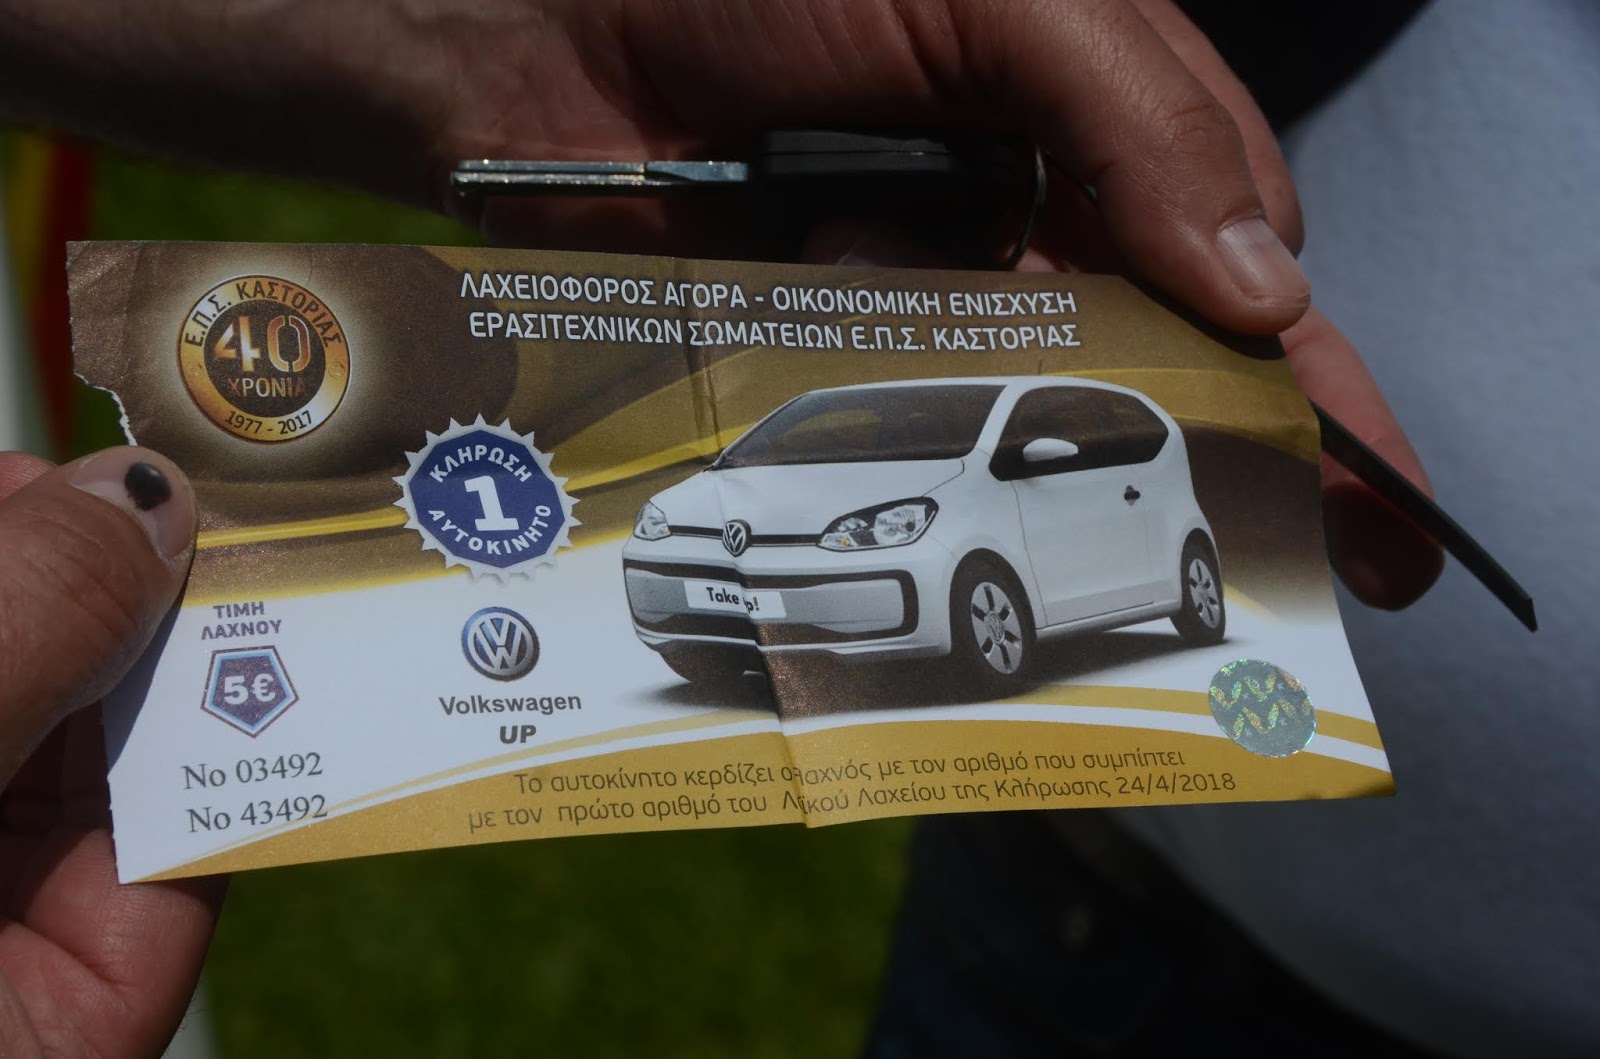 ΛΑΧΕΙΟΦΟΡΟΣ ΑΓΟΡΑ - ΟΙΚΟΝΟΜΙΚΗ ΕΝΙΣΧΥΣΗ
ΕΡΑΣΙΤΕΧΝΙΚΩΝ ΣΩΜΑΤΕΙΩΝ Ε.Π.Σ. ΚΑΣΤΟΡΙΑΣ
Ε.Π.Σ. ΚΑΣΤΟΡΙΑΣ
40
ΧΡΟΝΙΑ
1977 - 2017
ΚΛΗΡΩΣΗ
1
ΑΥΤΟΚΙΝΗΤΟ
Take up!
ΤΙΜΗ
ΛΑΧΝΟΥ
5€
Volkswagen
UP
No 03492
No 43492
Το αυτοκίνητο κερδίζει ο λαχνός με τον αριθμό που συμπίπτει
με τον πρώτο αριθμό του Λαϊκού Λαχείου της Κλήρωσης 24/4/2018